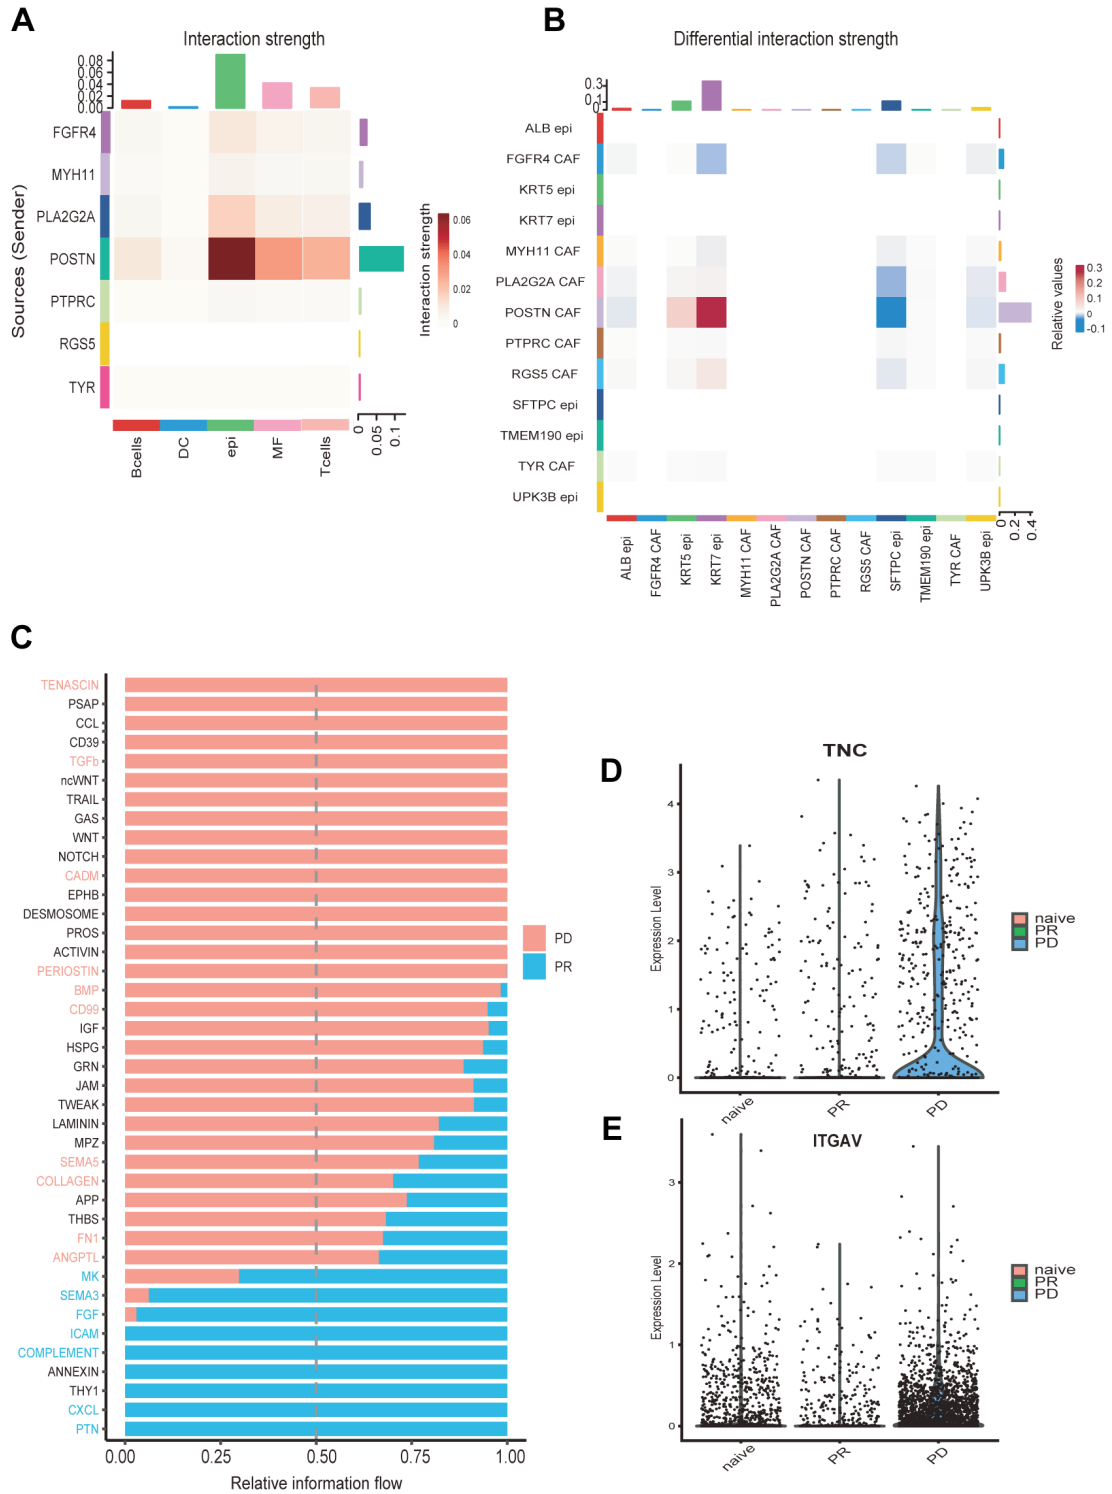 A
Interaction strength
0.08
0.06
0.04
0.02
0.00
FGFR4
MYH11
PLA2G2A
POSTN
PTPRC
RGS5
TYR
Sources (Sender)
Bcells
DC
epi
MF
Tcells
0
0.05
0.1
Interaction strength
0.06
0.04
0.02
0
B
Differential interaction strength
0.3
0.1
ALB epi
FGFR4 CAF
KRT5 epi
KRT7 epi
MYH11 CAF
PLA2G2A CAF
POSTN CAF
PTPRC CAF
RGS5 CAF
SFTPC epi
TMEM190 epi
TYR CAF
UPK3B epi
ALB epi
FGFR4 CAF
KRT5 epi
KRT7 epi
MYH11 CAF
PLA2G2A CAF
POSTN CAF
PTPRC CAF
RGS5 CAF
SFTPC epi
TMEM190 epi
TYR CAF
UPK3B epi
0
0.2
0.4
Relative values
0.3
0.2
0.1
0
-0.1
C
TENASCIN
PSAP
CCL
CD39
TGFb
ncWNT
TRAIL
GAS
WNT
NOTCH
CADM
EPHB
DESMOSOME
PROS
ACTIVIN
PERIOSTIN
BMP
CD99
IGF
HSPG
GRN
JAM
TWEAK
LAMININ
MPZ
SEMA5
COLLAGEN
APP
THBS
FN1
ANGPTL
MK
SEMA3
FGF
ICAM
COMPLEMENT
ANNEXIN
THY1
CXCL
PTN
0.00
0.25
0.50
0.75
1.00
Relative information flow
PD
PR
D
TNC
Expression Level
4
3
2
1
0
naive
PR
PD
naive
PR
PD
E
ITGAV
Expression Level
3
2
1
0
naive
PR
PD
naive
PR
PD